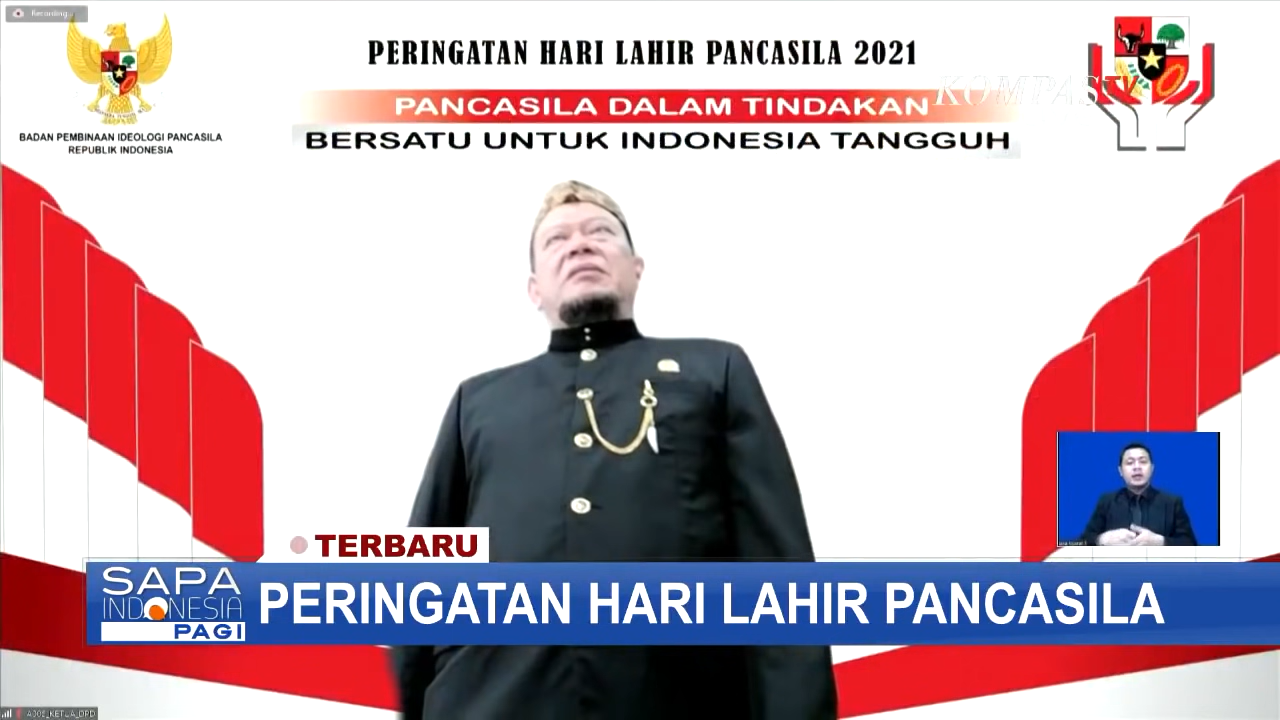 Recording...
PERINGATAN HARI LAHIR PANCASILA 2021
KOMPAS TV
PANCASILA DALAM TINDAKAN
BERSATU UNTUK INDONESIA TANGGUH
BADAN PEMBINAAN IDEOLOGI PANCASILA
REPUBLIK INDONESIA
TERBARU
SAPA
INDONESIA
PAGI
PERINGATAN HARI LAHIR PANCASILA